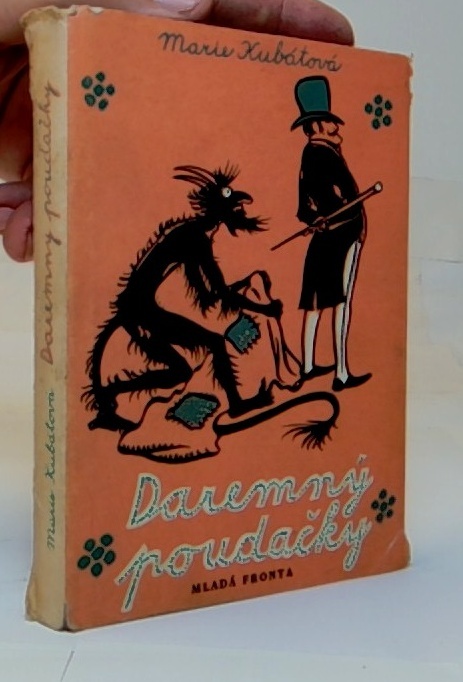 Marie Kubátová
Daremný
poudačky
MLADÁ FRONTA
Marie Kubátová Daremný poudačky